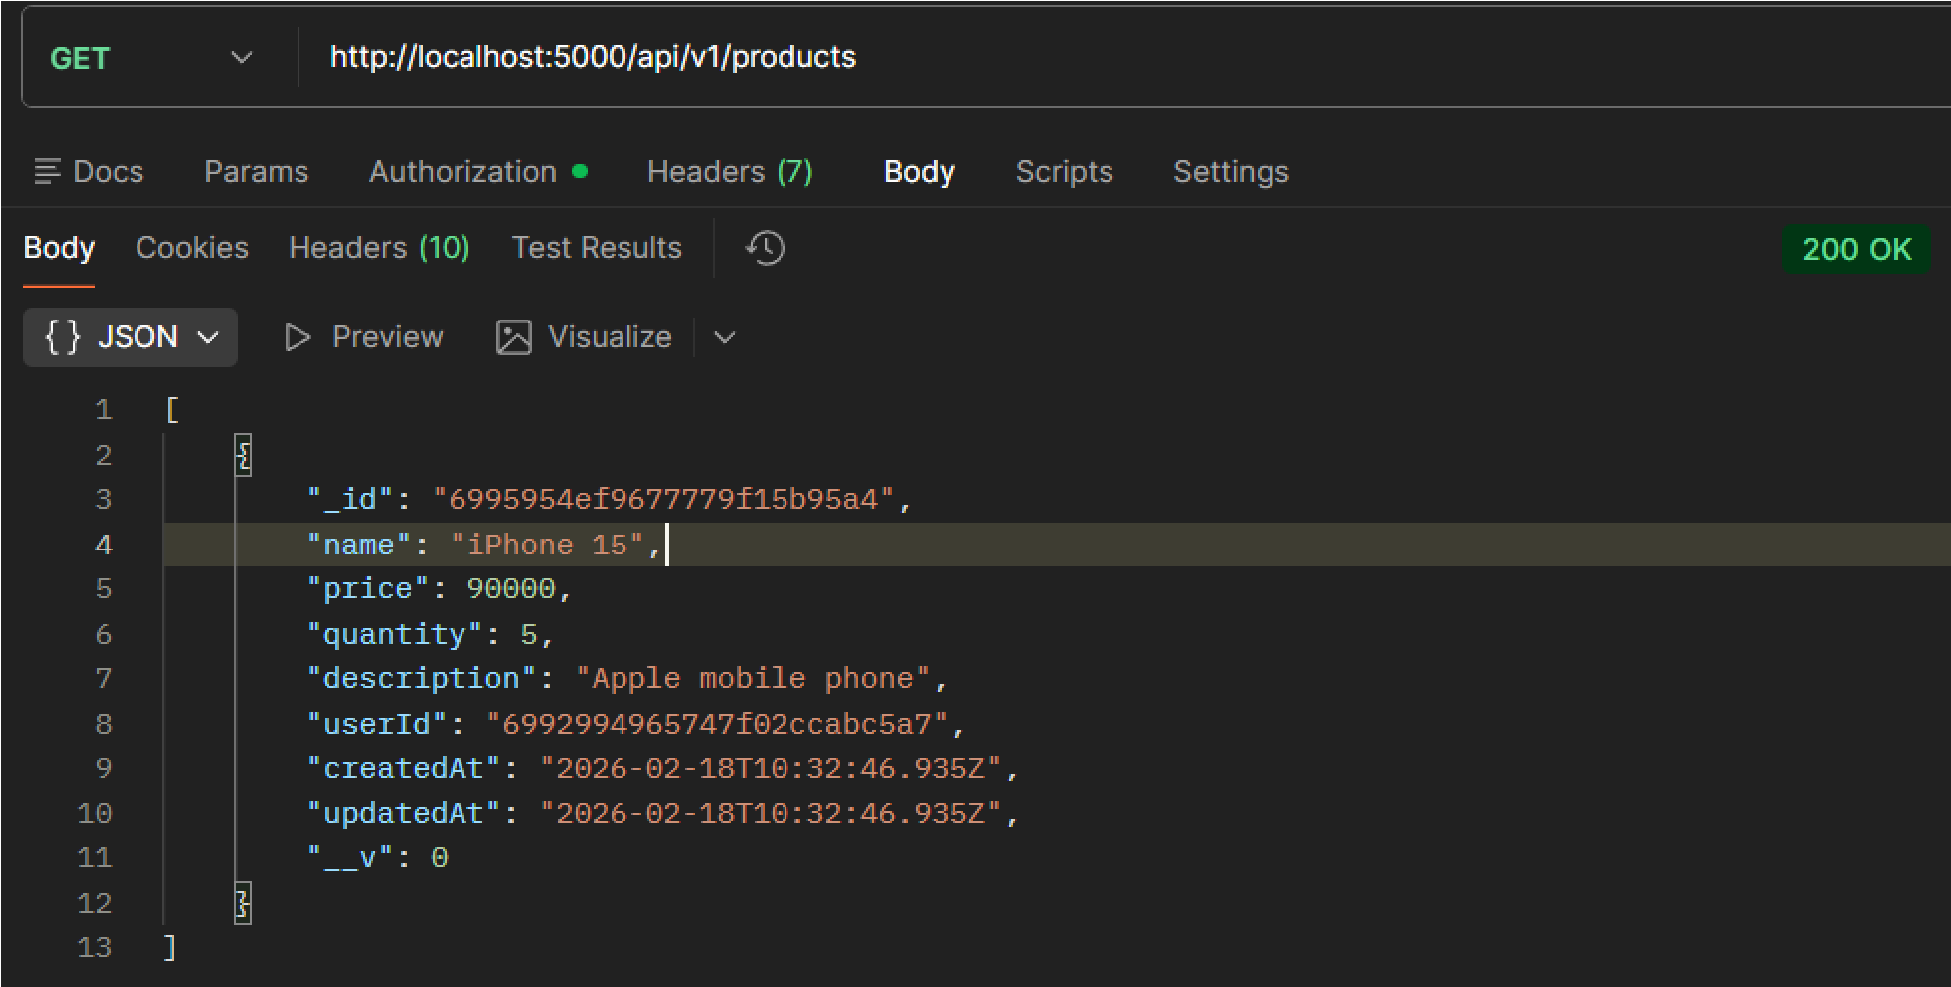 GET http://localhost:5000/api/v1/products
Docs Params Authorization Headers (7) Body Scripts Settings
Body Cookies Headers (10) Test Results 200 OK
{} JSON Preview Visualize
1 [
2 {
3 "_id": "6995954ef9677779f15b95a4",
4 "name": "iPhone 15",
5 "price": 90000,
6 "quantity": 5,
7 "description": "Apple mobile phone",
8 "userId": "6992994965747f02ccabc5a7",
9 "createdAt": "2026-02-18T10:32:46.935Z",
10 "updatedAt": "2026-02-18T10:32:46.935Z",
11 "__v": 0
12 }
13 ]